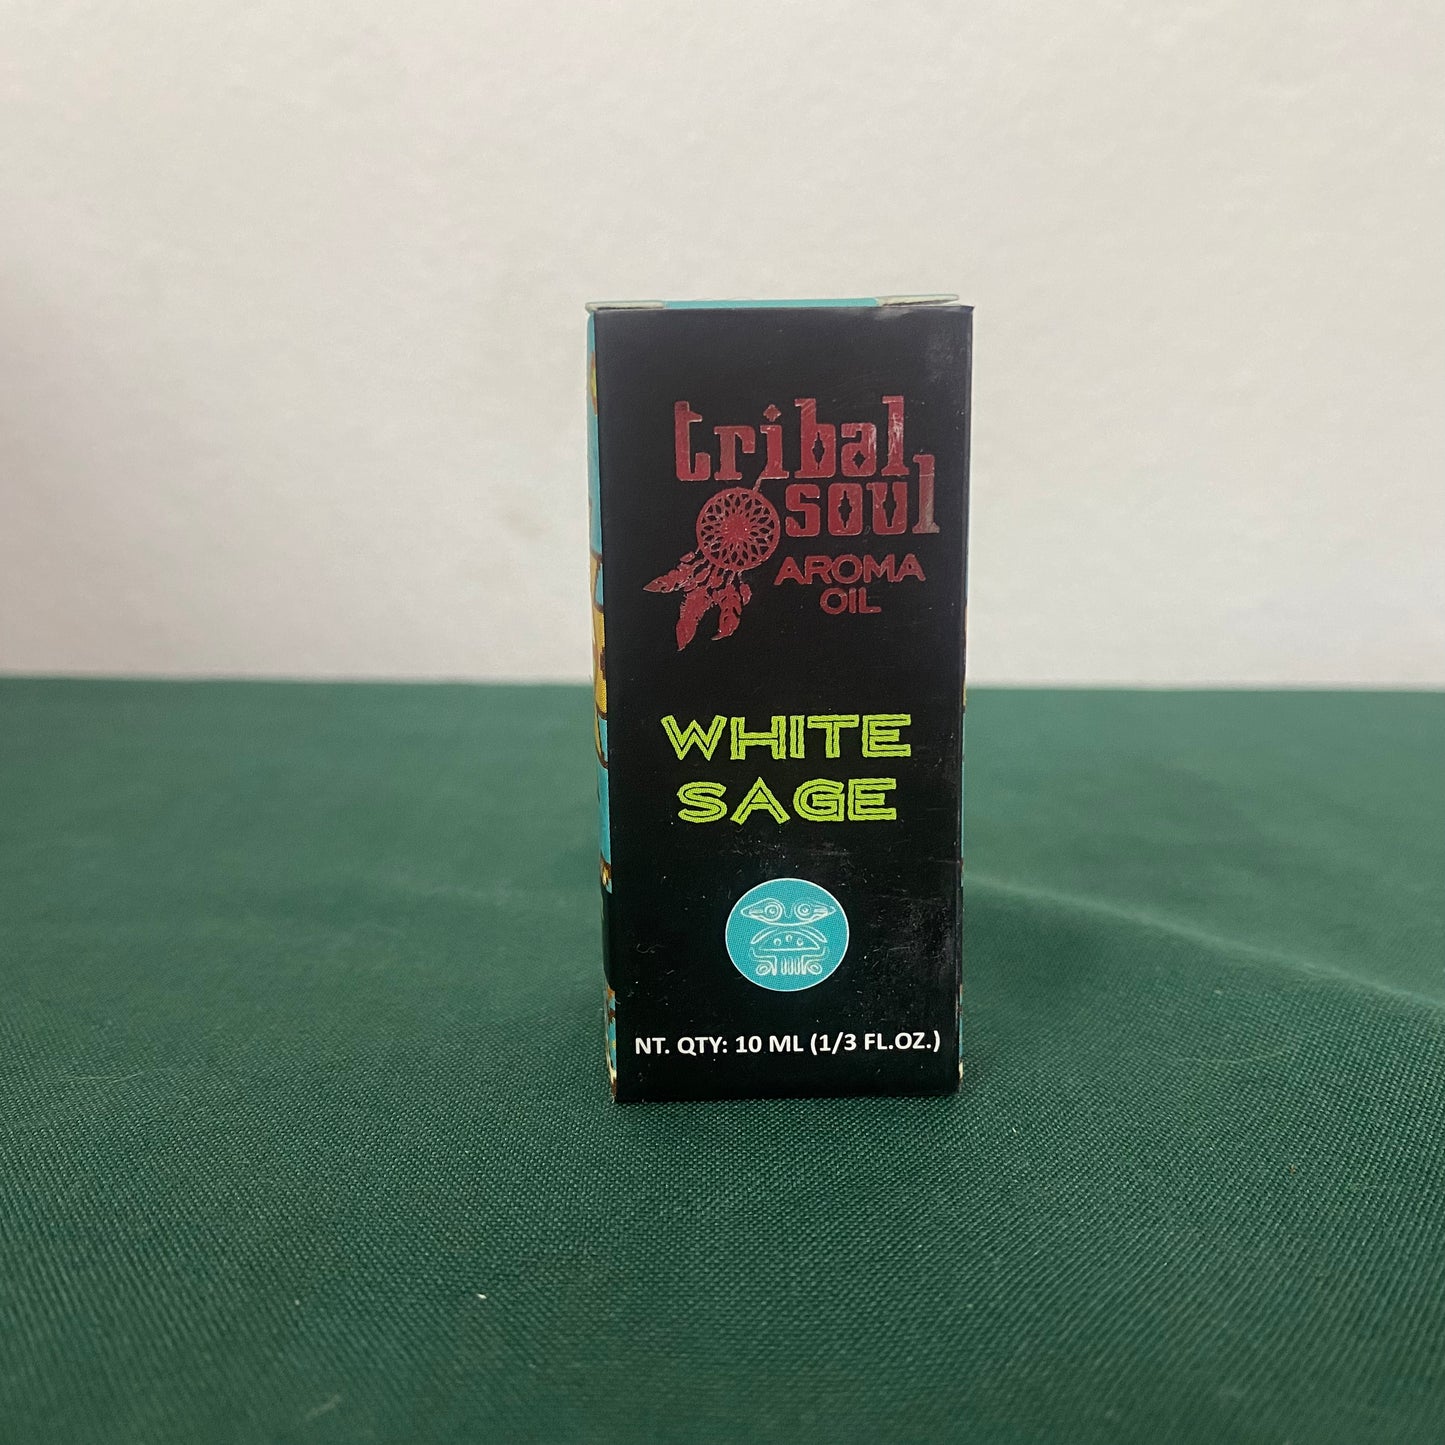 tribal
soul
AROMA
OIL
WHITE
SAGE
NT. QTY: 10 ML (1/3 FL.OZ.)